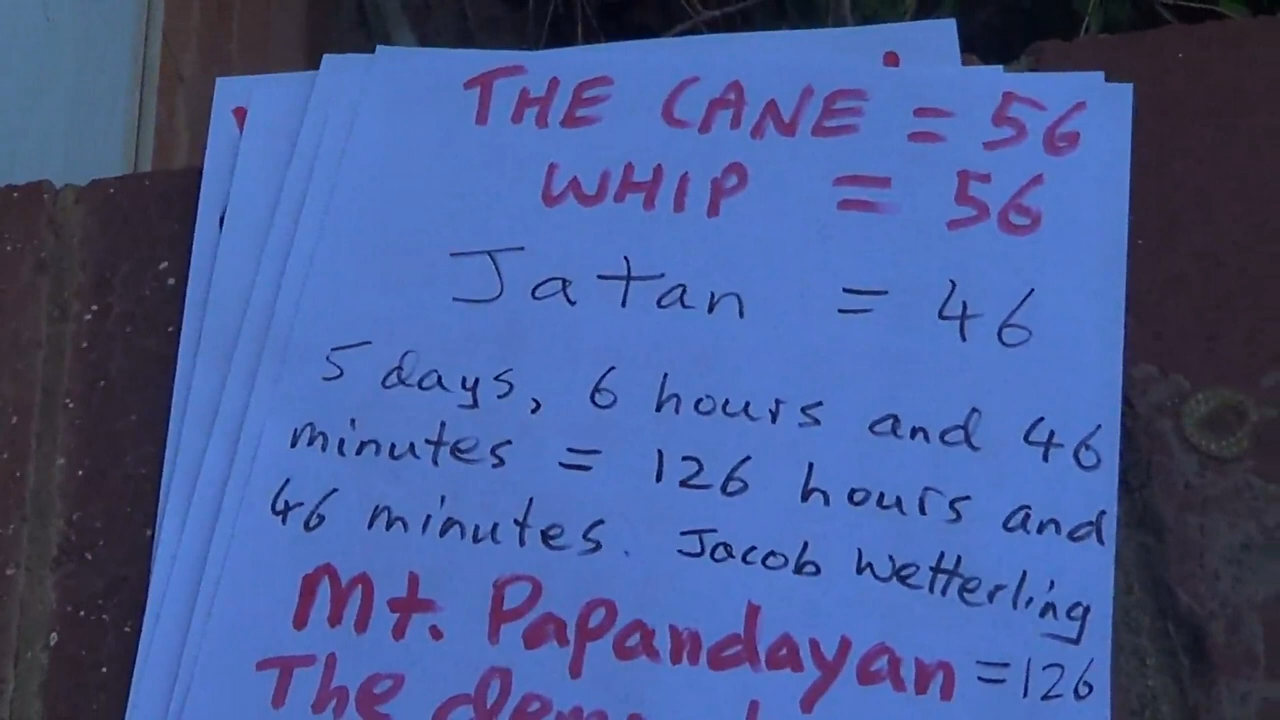 THE CANE = 56
WHIP = 56
Jatan = 46
5 days, 6 hours and 46
minutes = 126 hours and
46 minutes. Jacob Wetterling
Mt. Papandayan = 126
The